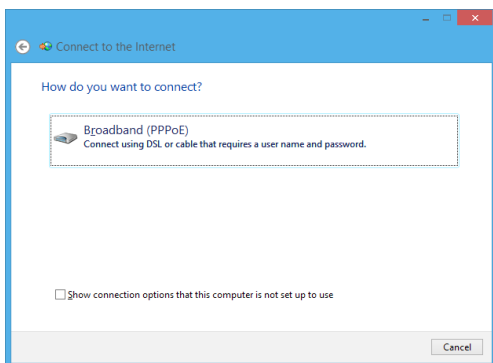 Connect to the Internet
How do you want to connect?
Broadband (PPPoE)
Connect using DSL or cable that requires a user name and password.
Show connection options that this computer is not set up to use
Cancel